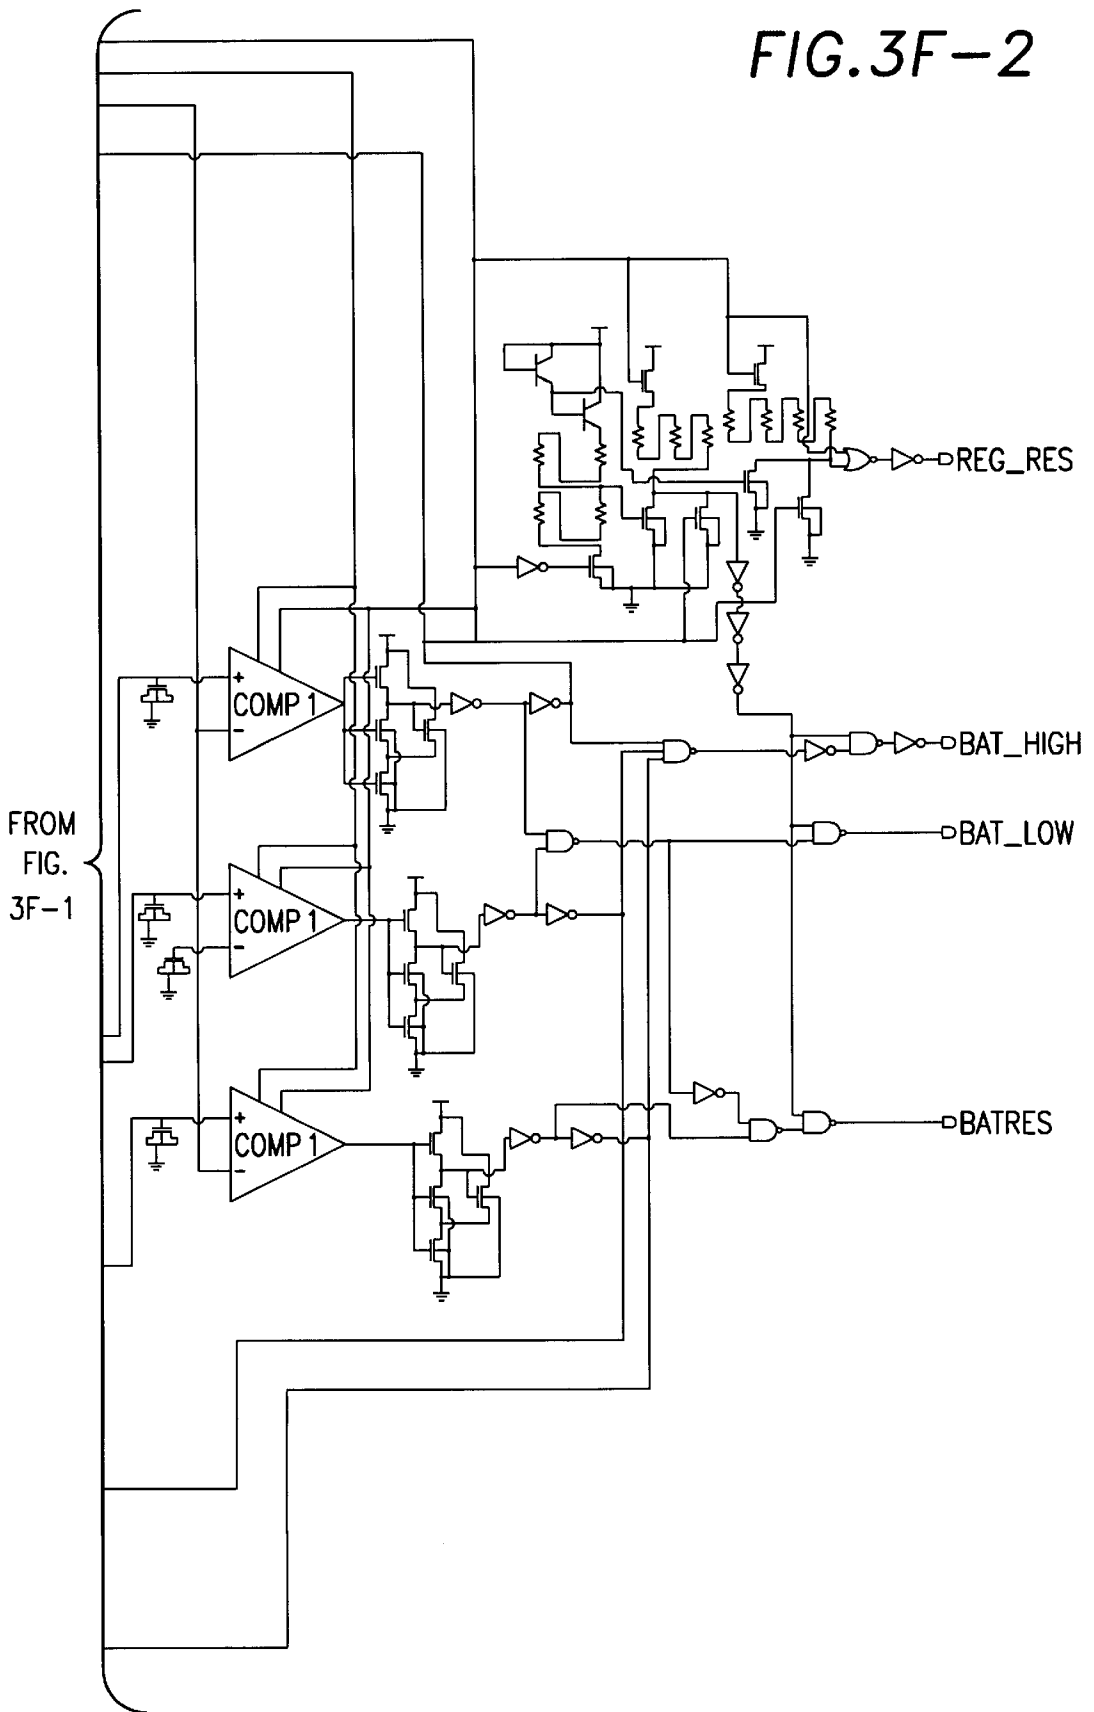 FIG.3F-2
REG_RES
+
COMP 1
-
BAT_HIGH
BAT_LOW
FROM
FIG.
3F-1
+
COMP 1
-
+
COMP 1
-
BATRES